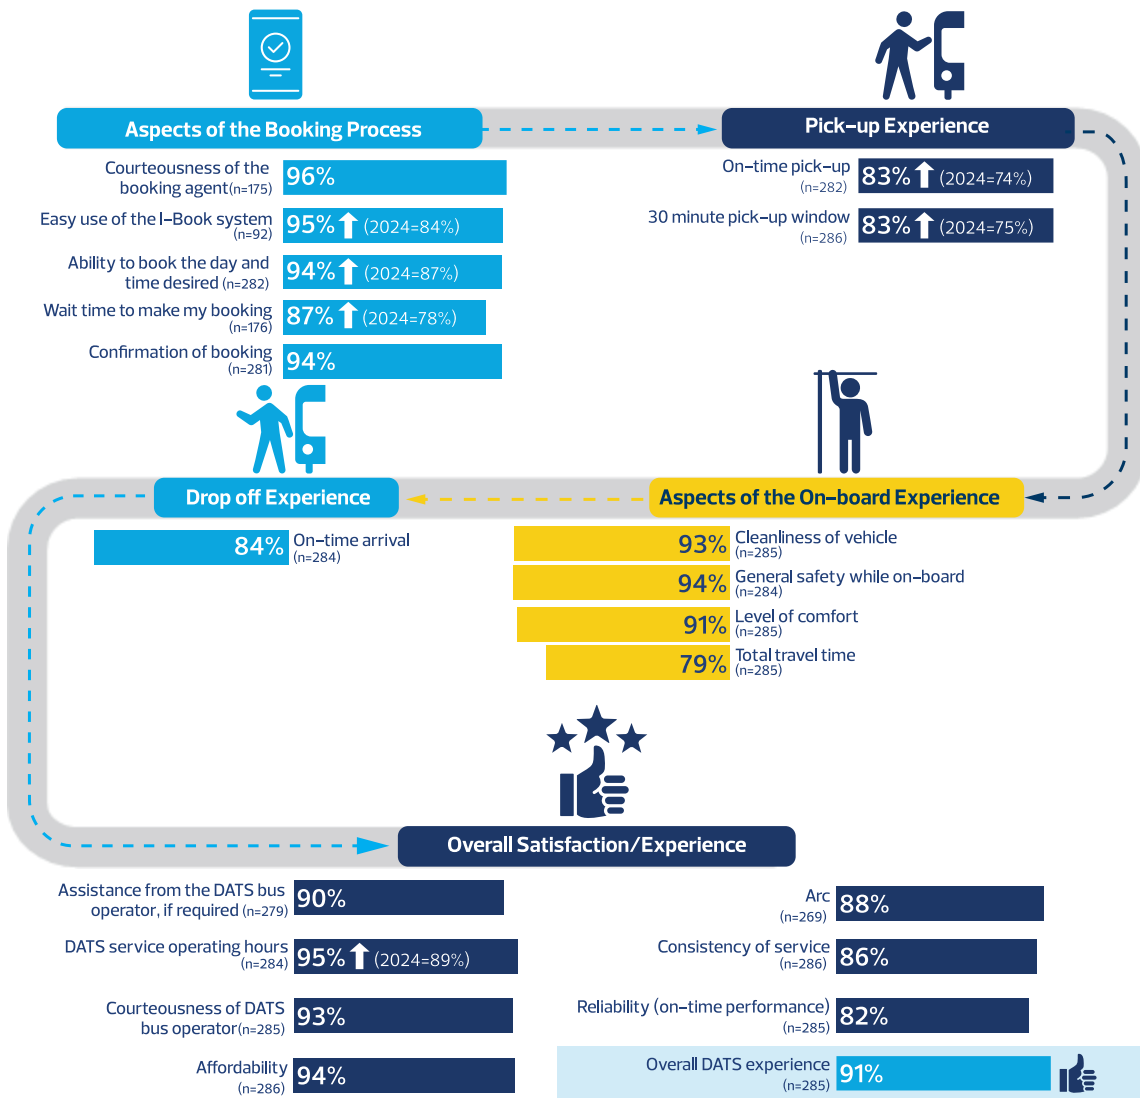 Aspects of the Booking Process
Courteousness of the
booking agent(n=175)
96%
Easy use of the I-Book system
(n=92)
95% (2024=84%)
Ability to book the day and
time desired (n=282)
94% (2024=87%)
Wait time to make my booking
(n=176)
87% (2024=78%)
Confirmation of booking
(n=281)
94%
Pick-up Experience
On-time pick-up
(n=282)
83% (2024=74%)
30 minute pick-up window
(n=286)
83% (2024=75%)
Aspects of the On-board Experience
93% Cleanliness of vehicle
(n=285)
94% General safety while on-board
(n=284)
91% Level of comfort
(n=285)
79% Total travel time
(n=285)
Drop off Experience
84% On-time arrival
(n=284)
Overall Satisfaction/Experience
Assistance from the DATS bus
operator, if required (n=279)
90%
DATS service operating hours
(n=284)
95% (2024=89%)
Courteousness of DATS
bus operator(n=285)
93%
Affordability
(n=286)
94%
Arc
(n=269)
88%
Consistency of service
(n=286)
86%
Reliability (on-time performance)
(n=285)
82%
Overall DATS experience
(n=285)
91%